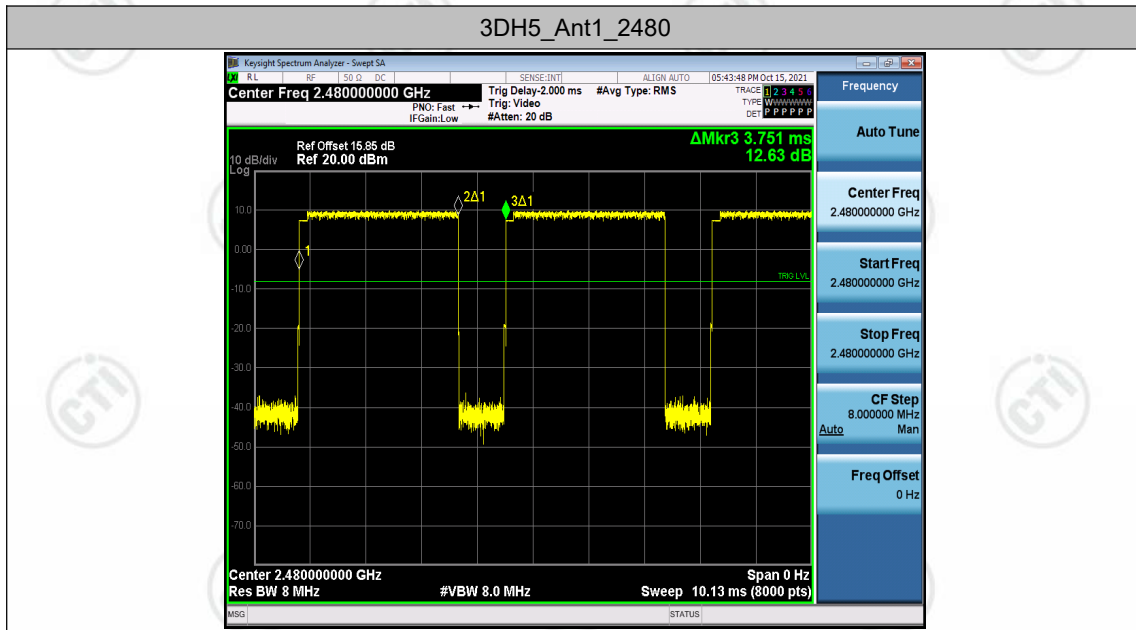 3DH5_Ant1_2480
Keysight Spectrum Analyzer - Swept SA
LXI RL RF 50 Ω DC SENSE:INT ALIGN AUTO 05:43:48 PM Oct 15, 2021
Center Freq 2.480000000 GHz
PNO: Fast
IFGain:Low
Trig Delay-2.000 ms
Trig: Video
#Atten: 20 dB
#Avg Type: RMS
TRACE 1 2 3 4 5 6
TYPE WWWWWW
DET P P P P P P
ΔMkr3 3.751 ms
12.63 dB
Ref Offset 15.85 dB
10 dB/div Ref 20.00 dBm
Log
2Δ1
3Δ1
10.0
1
0.00
TRIG LVL
-10.0
-20.0
-30.0
-40.0
-50.0
-60.0
-70.0
Center 2.480000000 GHz Span 0 Hz
Res BW 8 MHz #VBW 8.0 MHz Sweep 10.13 ms (8000 pts)
MSG STATUS
Frequency
Auto Tune
Center Freq
2.480000000 GHz
Start Freq
2.480000000 GHz
Stop Freq
2.480000000 GHz
CF Step
8.000000 MHz
Auto Man
Freq Offset
0 Hz
CTI
CTI